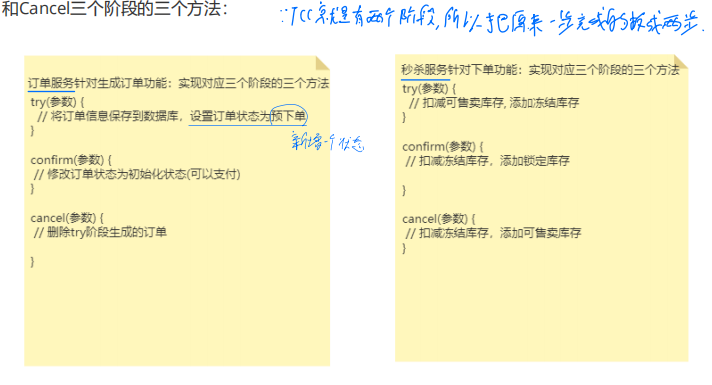 和Cancel三个阶段的三个方法：
∵TCC就是有两个阶段,所以把原来一步完成的拆成两步.
订单服务针对生成订单功能：实现对应三个阶段的三个方法
try(参数) {
// 将订单信息保存到数据库，设置订单状态为预下单
}
新增一个状态
confirm(参数) {
// 修改订单状态为初始化状态(可以支付)
}
cancel(参数) {
// 删除try阶段生成的订单
}
秒杀服务针对下单功能：实现对应三个阶段的三个方法
try(参数) {
// 扣减可售卖库存, 添加冻结库存
}
confirm(参数) {
// 扣减冻结库存，添加锁定库存
}
cancel(参数) {
// 扣减冻结库存，添加可售卖库存
}